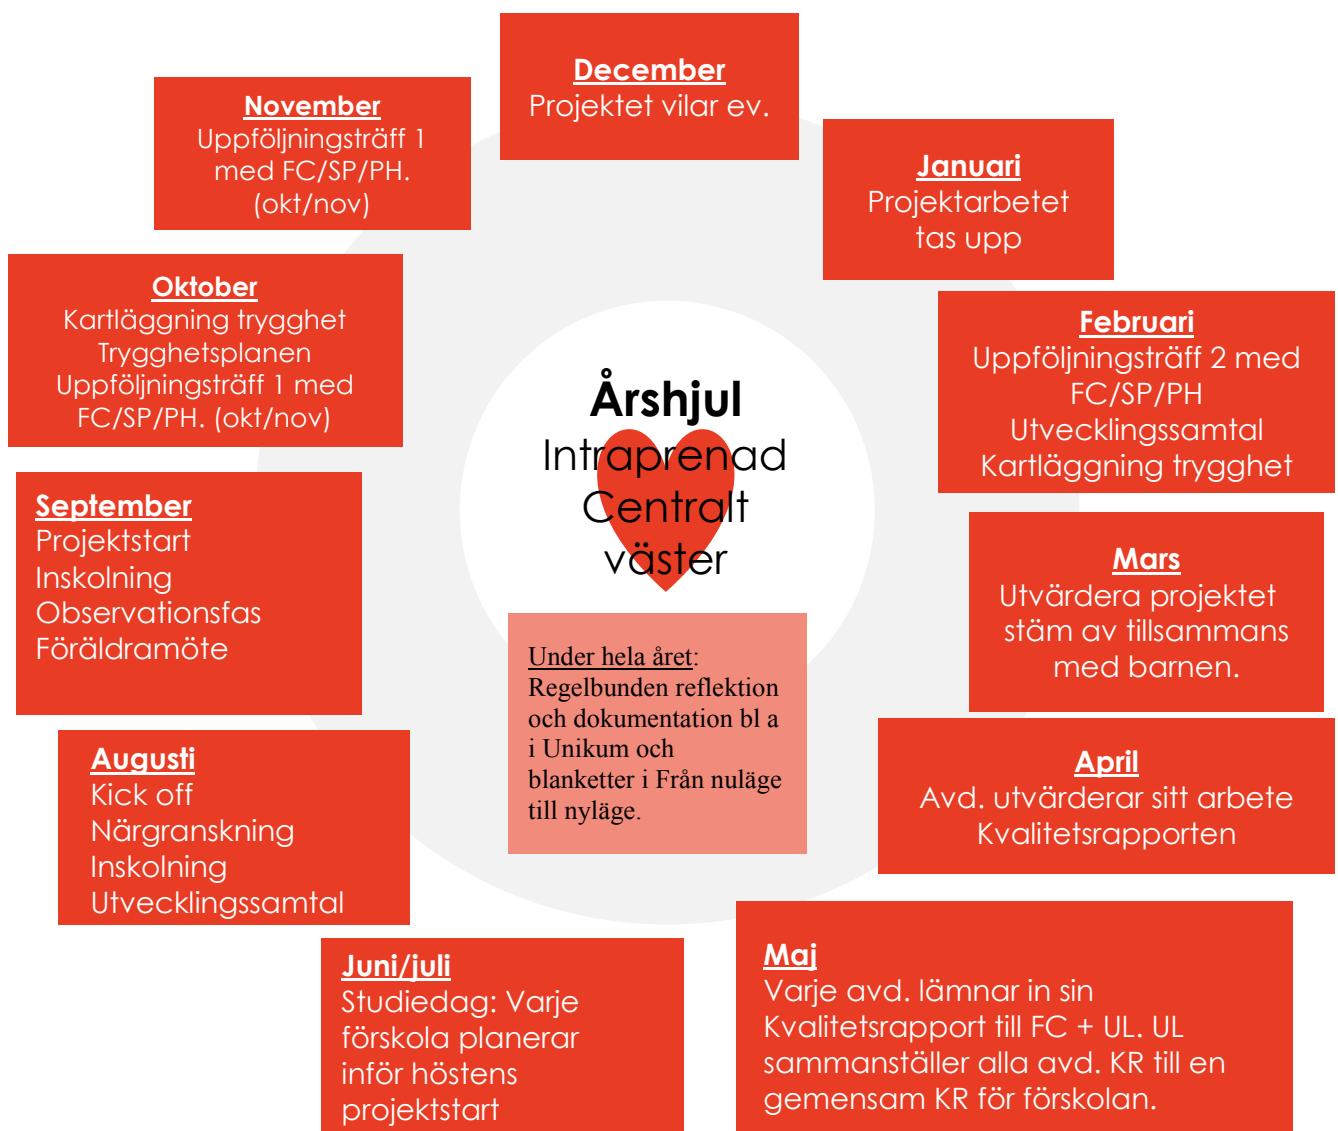 December
Projektet vilar ev.
Januari
Projektarbetet
tas upp
Februari
Uppföljningsträff 2 med
FC/SP/PH
Utvecklingssamtal
Kartläggning trygghet
Mars
Utvärdera projektet
stäm av tillsammans
med barnen.
April
Avd. utvärderar sitt arbete
Kvalitetsrapporten
Maj
Varje avd. lämnar in sin
Kvalitetsrapport till FC + UL. UL
sammanställer alla avd. KR till en
gemensam KR för förskolan.
Juni/juli
Studiedag: Varje
förskola planerar
inför höstens
projektstart
Augusti
Kick off
Närgranskning
Inskolning
Utvecklingssamtal
September
Projektstart
Inskolning
Observationsfas
Föräldramöte
Oktober
Kartläggning trygghet
Trygghetsplanen
Uppföljningsträff 1 med
FC/SP/PH. (okt/nov)
November
Uppföljningsträff 1
med FC/SP/PH.
(okt/nov)
Årshjul
Intraprenad
Centralt
väster
Under hela året:
Regelbunden reflektion
och dokumentation bl a
i Unikum och
blanketter i Från nuläge
till nyläge.